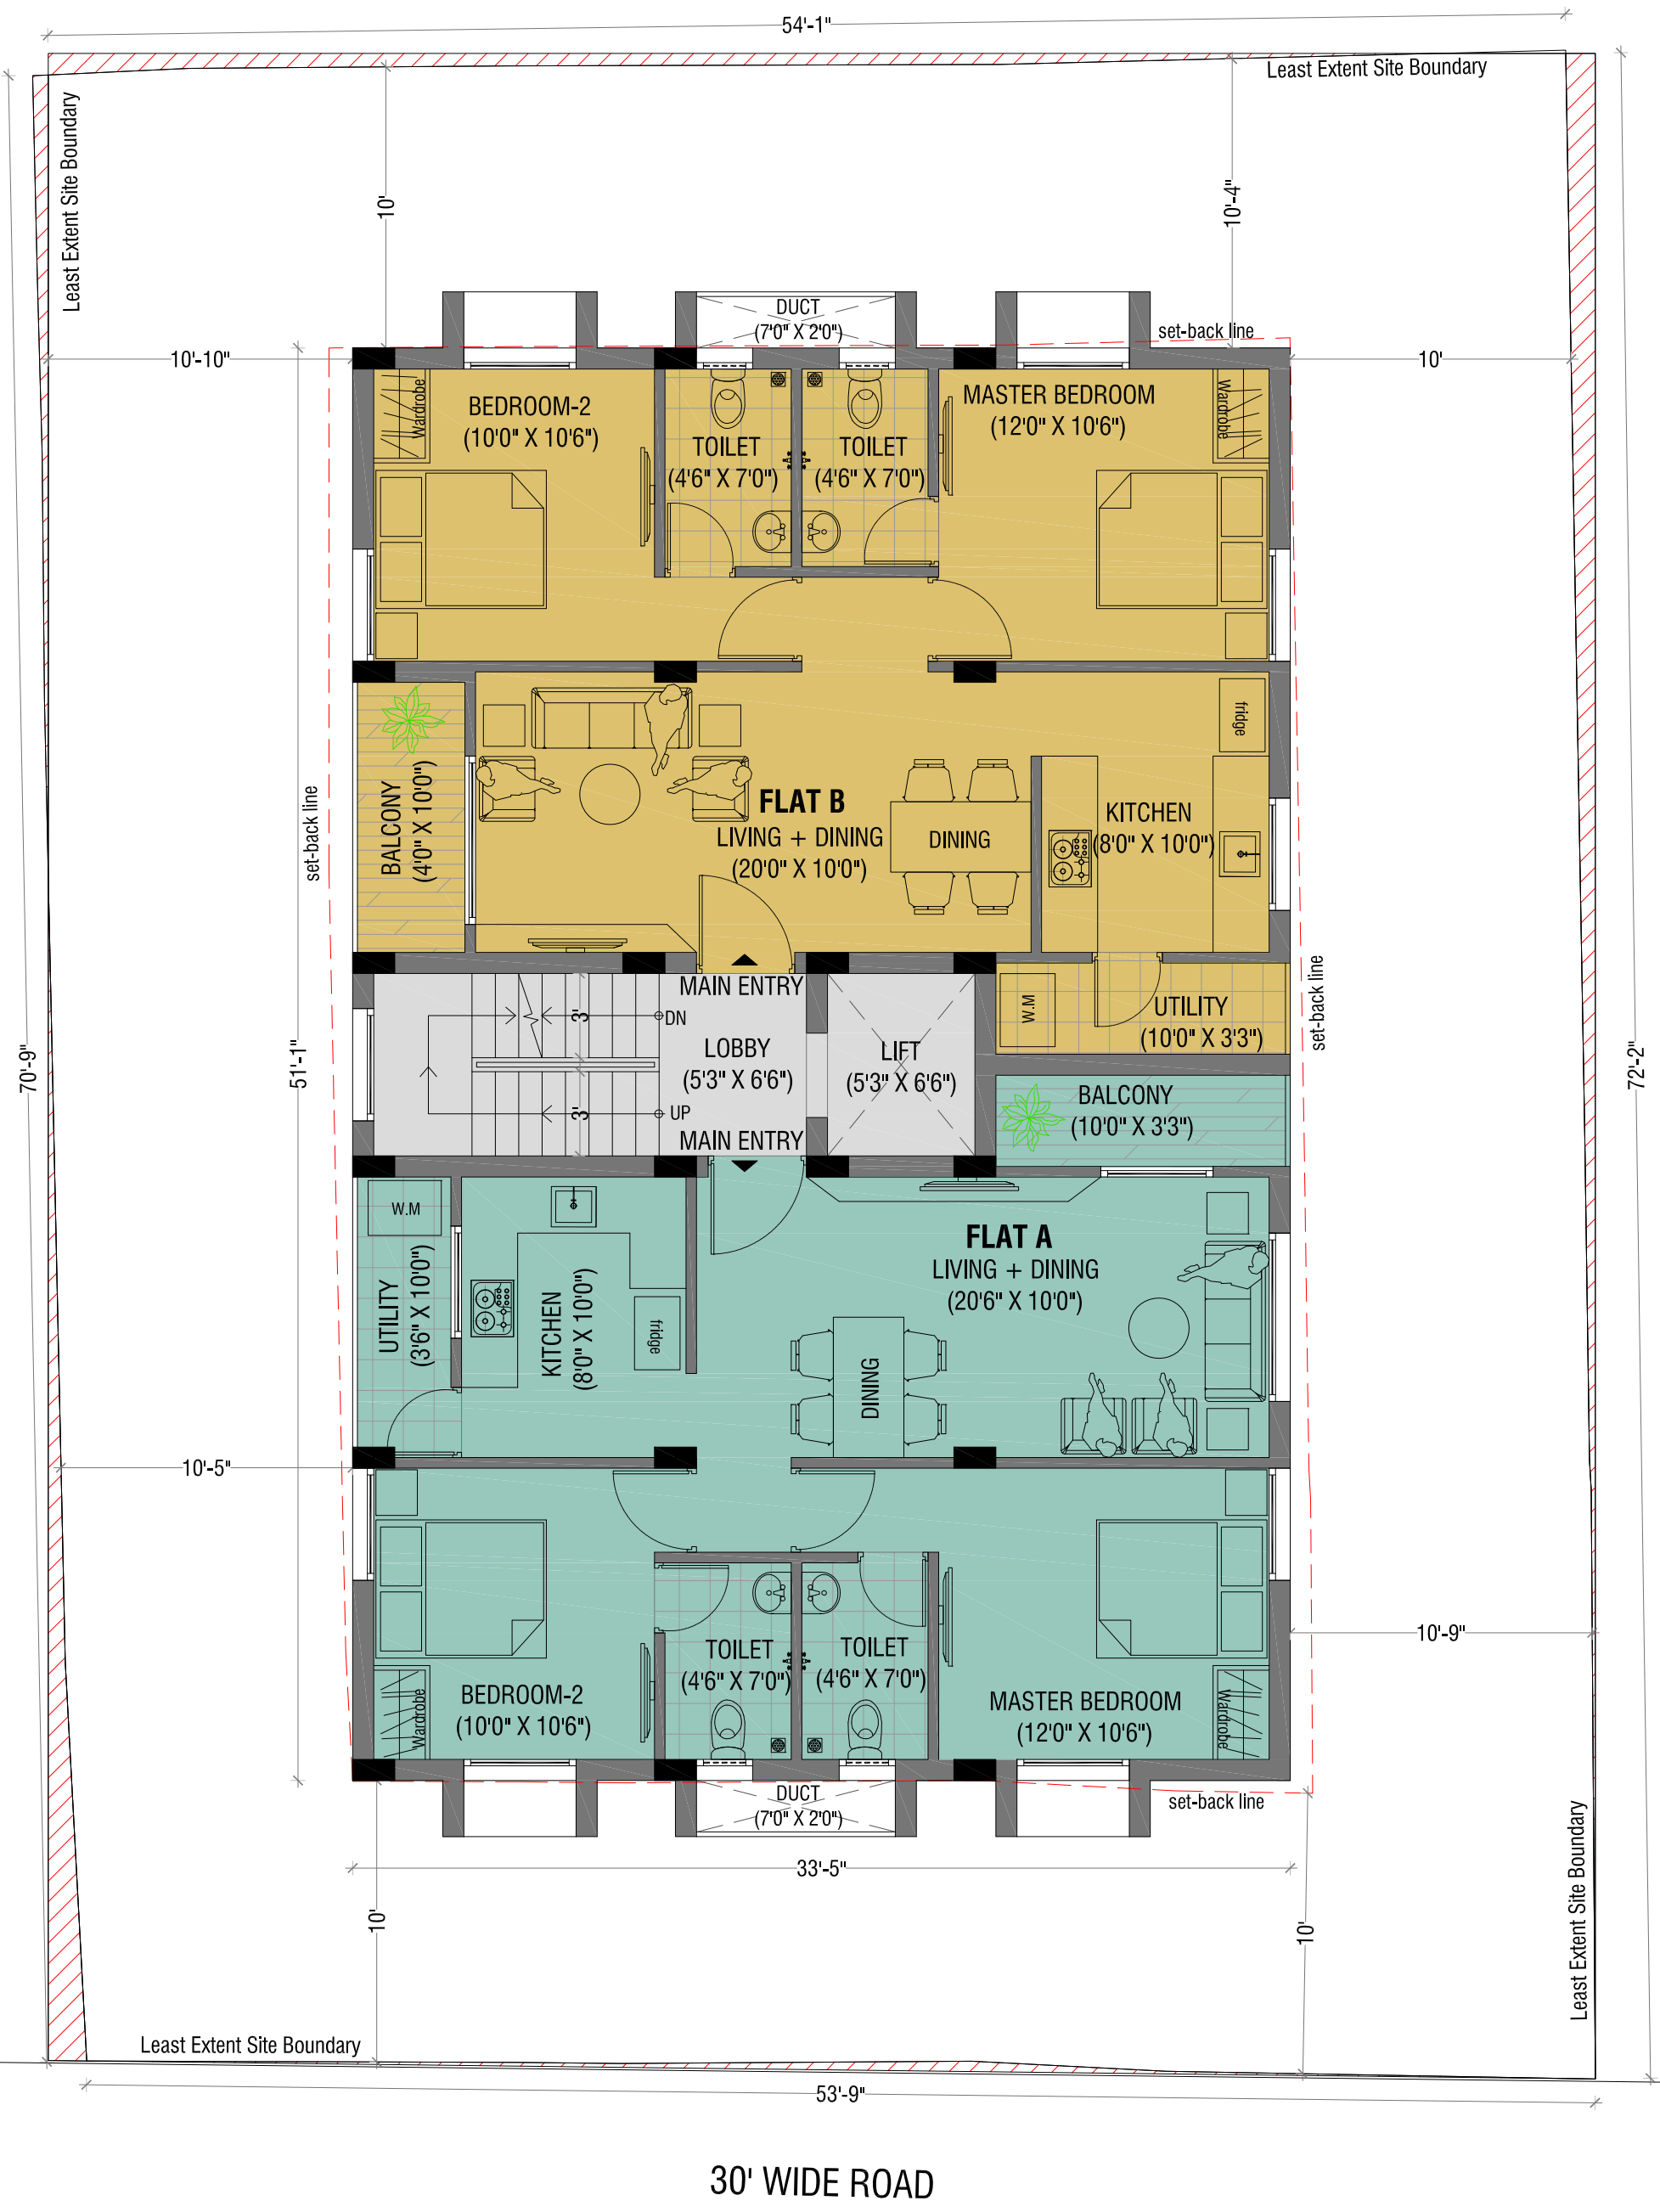 54'-1"
Least Extent Site Boundary
Least Extent Site Boundary
10'
10'-4"
DUCT
(7'0" X 2'0")
set-back line
10'-10"
10'
Wardrobe
BEDROOM-2
(10'0" X 10'6")
TOILET
(4'6" X 7'0")
TOILET
(4'6" X 7'0")
MASTER BEDROOM
(12'0" X 10'6")
Wardrobe
fridge
set-back line
BALCONY
(4'0" X 10'0")
FLAT B
LIVING + DINING
(20'0" X 10'0")
DINING
KITCHEN
(8'0" X 10'0")
MAIN ENTRY
3'
DN
LOBBY
(5'3" X 6'6")
LIFT
(5'3" X 6'6")
W.M
UTILITY
(10'0" X 3'3")
set-back line
70'-9"
51'-1"
72'-2"
3'
UP
MAIN ENTRY
BALCONY
(10'0" X 3'3")
W.M
UTILITY
(3'6" X 10'0")
KITCHEN
(8'0" X 10'0")
fridge
FLAT A
LIVING + DINING
(20'6" X 10'0")
DINING
10'-5"
10'-9"
Wardrobe
BEDROOM-2
(10'0" X 10'6")
TOILET
(4'6" X 7'0")
TOILET
(4'6" X 7'0")
MASTER BEDROOM
(12'0" X 10'6")
Wardrobe
DUCT
(7'0" X 2'0")
set-back line
33'-5"
10'
10'
Least Extent Site Boundary
Least Extent Site Boundary
53'-9"
30' WIDE ROAD